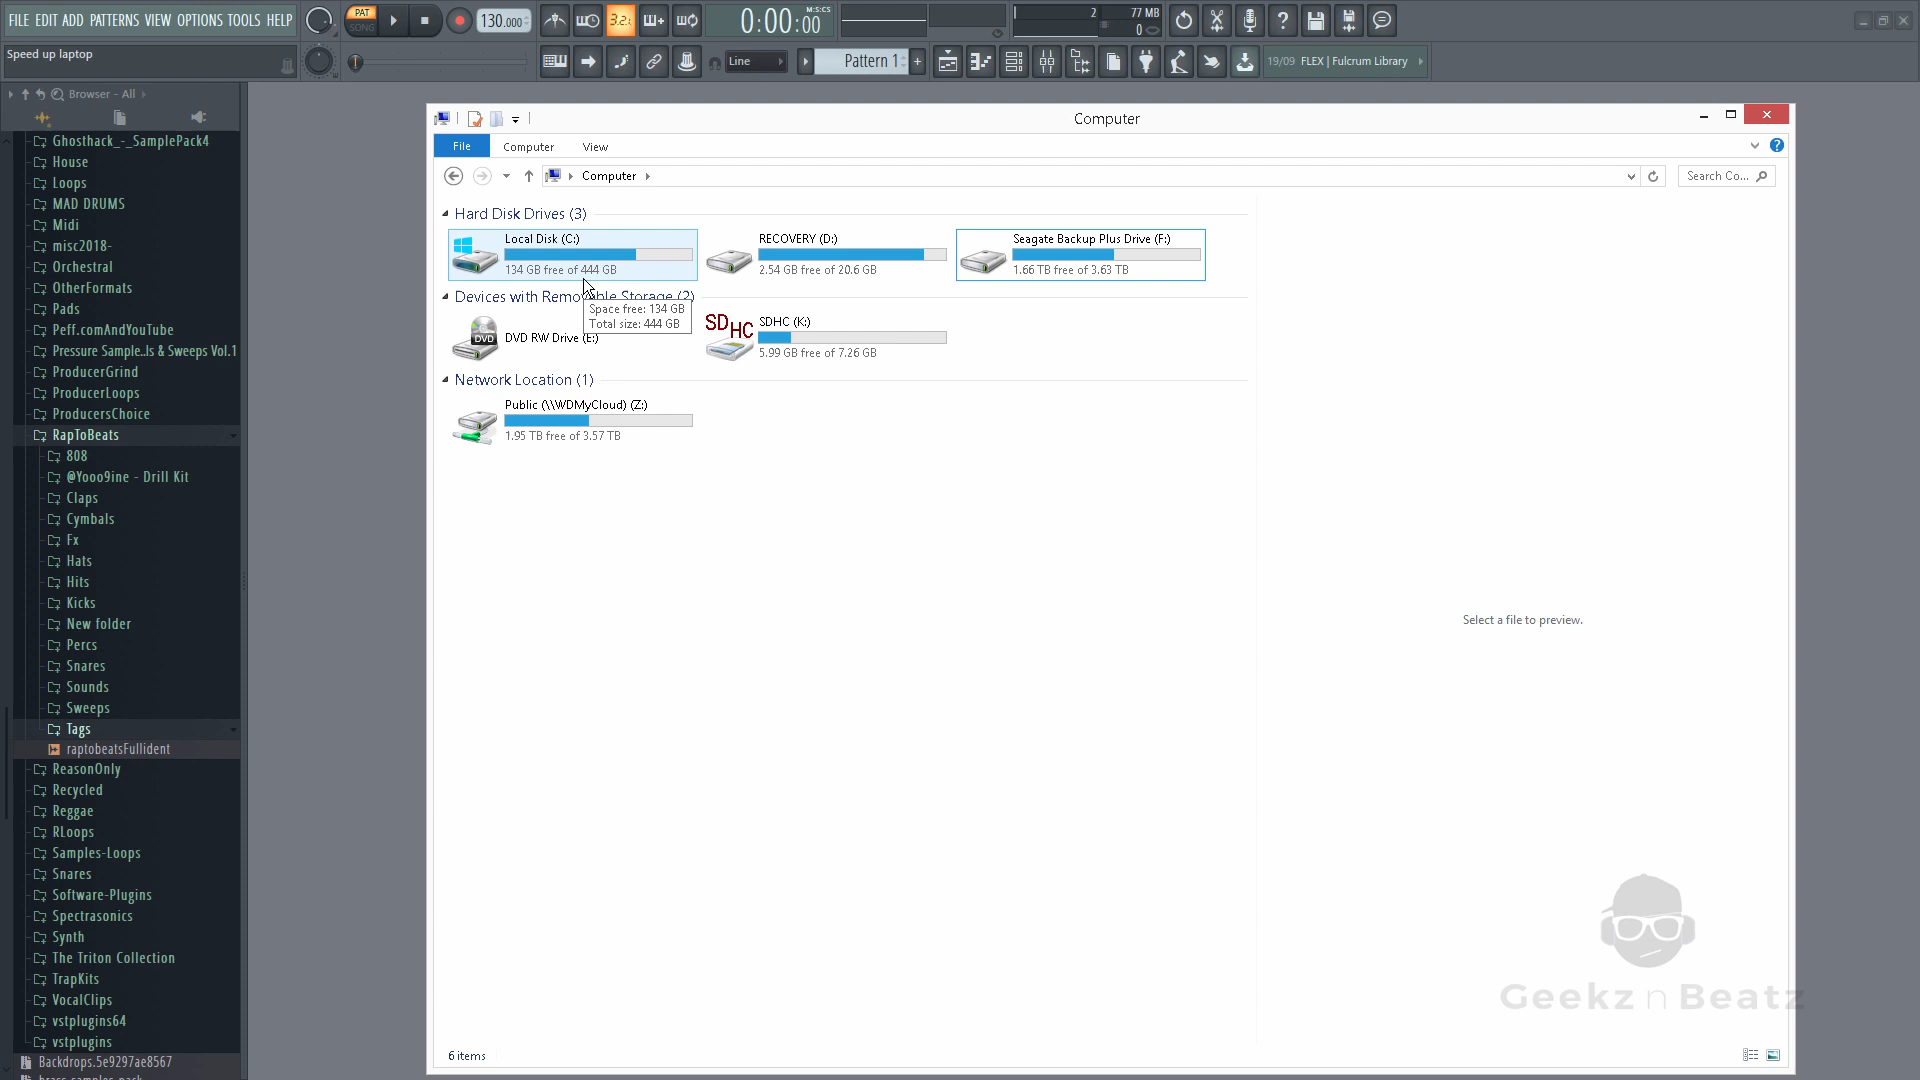 FILE EDIT ADD PATTERNS VIEW OPTIONS TOOLS HELP
PAT
SONG
130.000
3.2.
0:00:00
M:S:CS
2
77 MB
0
Speed up laptop
Line
Pattern 1
+
19/09 FLEX | Fulcrum Library
Browser - All
Ghosthack_-_SamplePack4
House
Loops
MAD DRUMS
Midi
misc2018-
Orchestral
OtherFormats
Pads
Peff.comAndYouTube
Pressure Sample..ls & Sweeps Vol.1
ProducerGrind
ProducerLoops
ProducersChoice
RapToBeats
808
@Yooo9ine - Drill Kit
Claps
Cymbals
Fx
Hats
Hits
Kicks
New folder
Percs
Snares
Sounds
Sweeps
Tags
raptobeatsFullident
ReasonOnly
Recycled
Reggae
RLoops
Samples-Loops
Snares
Software-Plugins
Spectrasonics
Synth
The Triton Collection
TrapKits
VocalClips
vstplugins64
vstplugins
Backdrops.5e9297ae8567
Computer
File
Computer
View
Computer
Search Co...
Hard Disk Drives (3)
Local Disk (C:)
134 GB free of 444 GB
RECOVERY (D:)
2.54 GB free of 20.6 GB
Seagate Backup Plus Drive (F:)
1.66 TB free of 3.63 TB
Devices with Removable Storage (2)
Space free: 134 GB
Total size: 444 GB
DVD
DVD RW Drive (E:)
SDHC
SDHC (K:)
5.99 GB free of 7.26 GB
Network Location (1)
Public (\\WDMyCloud) (Z:)
1.95 TB free of 3.57 TB
Select a file to preview.
Geekz n Beatz
6 items